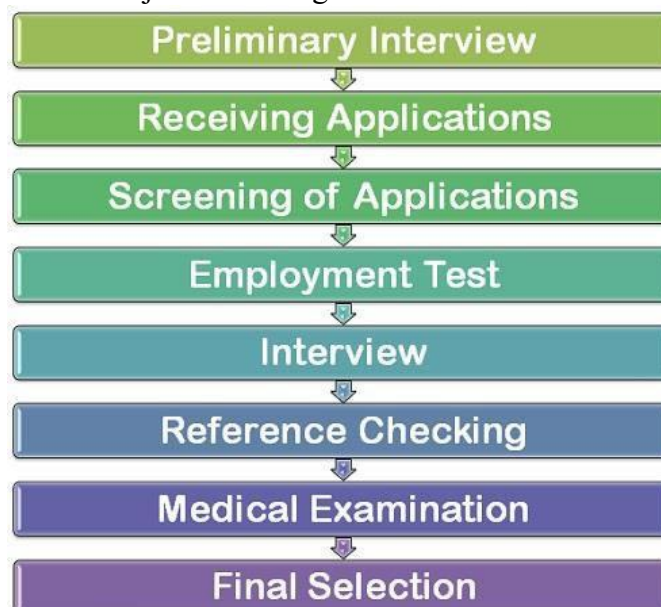 Preliminary Interview
Receiving Applications
Screening of Applications
Employment Test
Interview
Reference Checking
Medical Examination
Final Selection